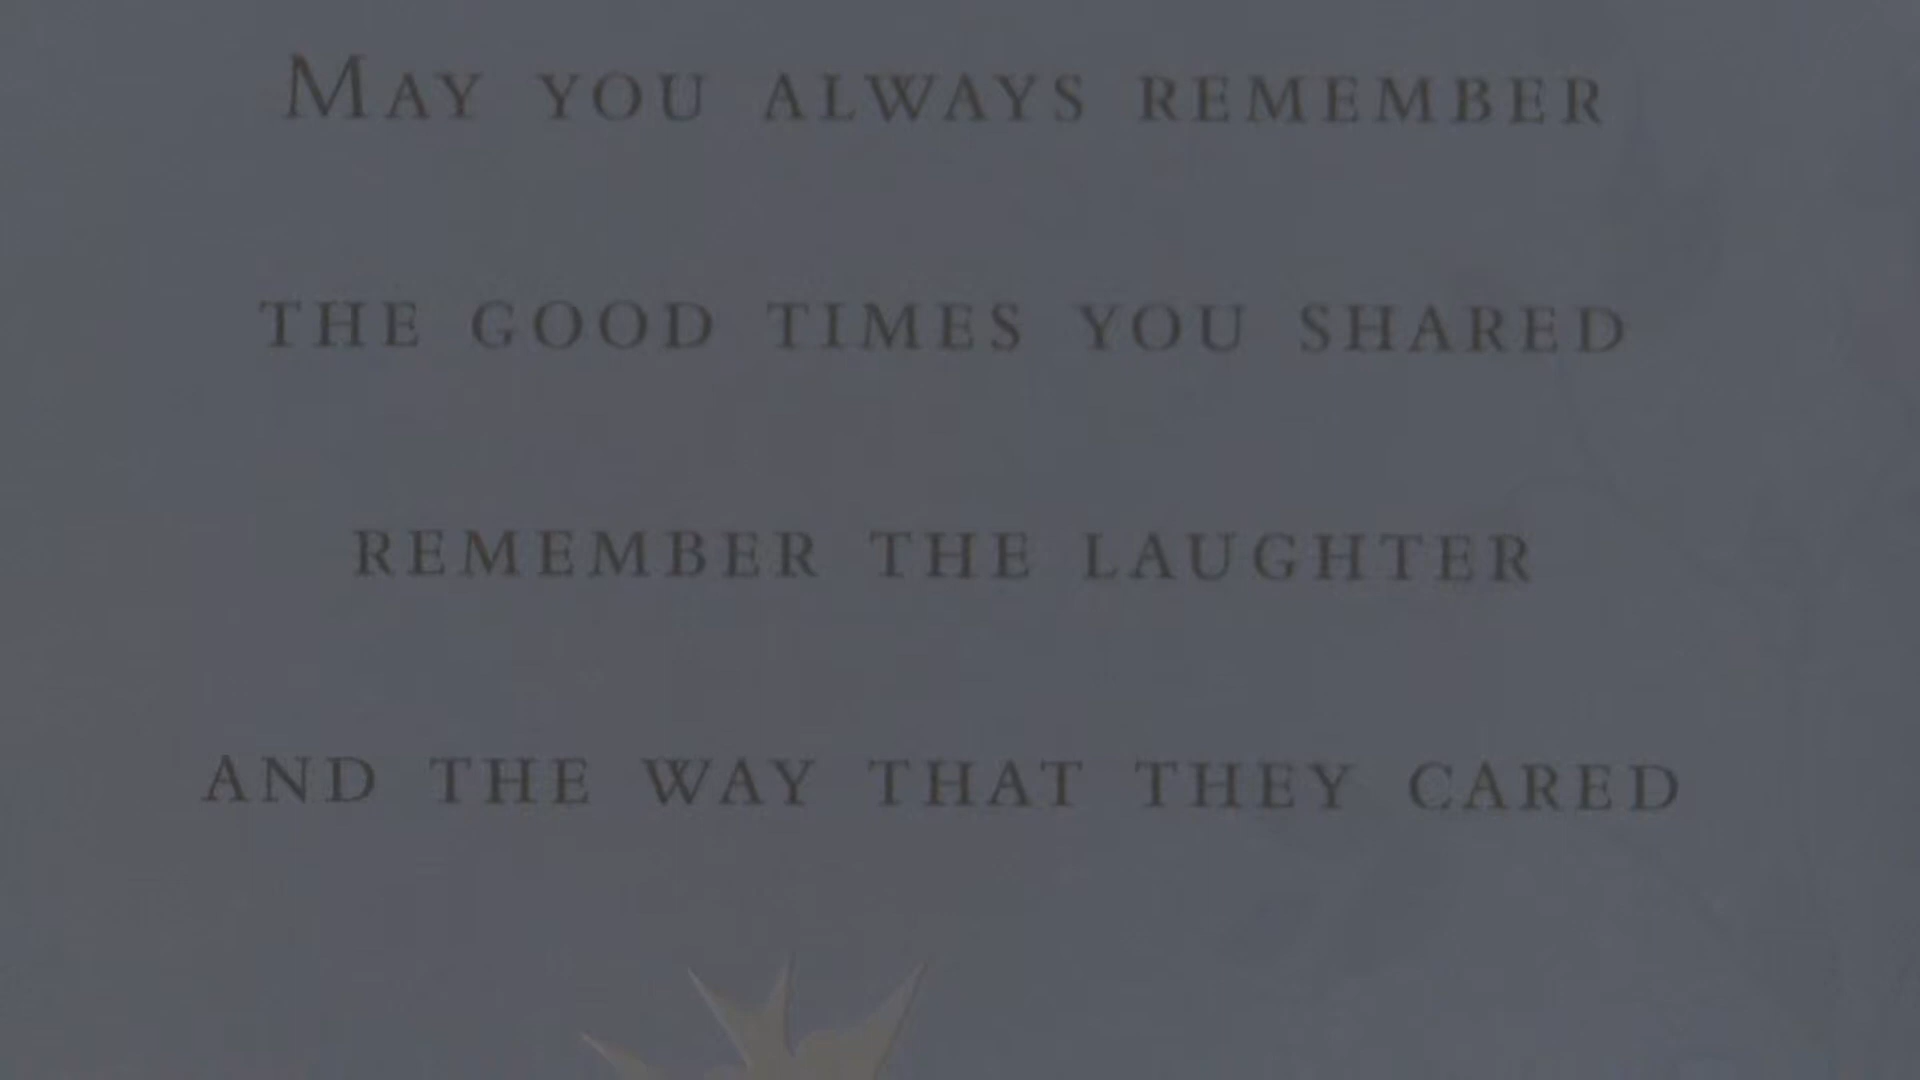 MAY YOU ALWAYS REMEMBER
THE GOOD TIMES YOU SHARED
REMEMBER THE LAUGHTER
AND THE WAY THAT THEY CARED